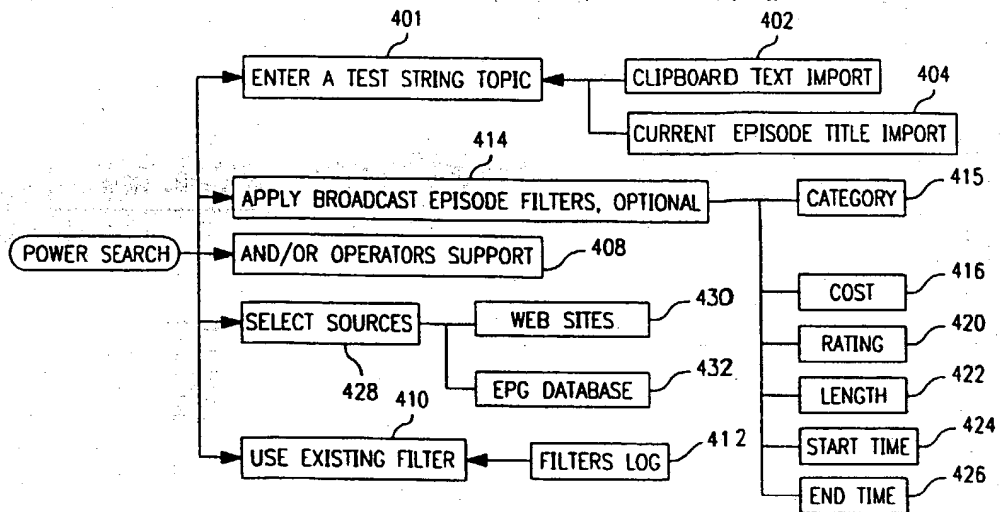 401
ENTER A TEST STRING TOPIC
402
CLIPBOARD TEXT IMPORT
404
CURRENT EPISODE TITLE IMPORT
414
APPLY BROADCAST EPISODE FILTERS, OPTIONAL
CATEGORY
415
POWER SEARCH
AND/OR OPERATORS SUPPORT
408
COST
416
SELECT SOURCES
428
WEB SITES
430
RATING
420
EPG DATABASE
432
LENGTH
422
410
USE EXISTING FILTER
FILTERS LOG
412
START TIME
424
END TIME
426